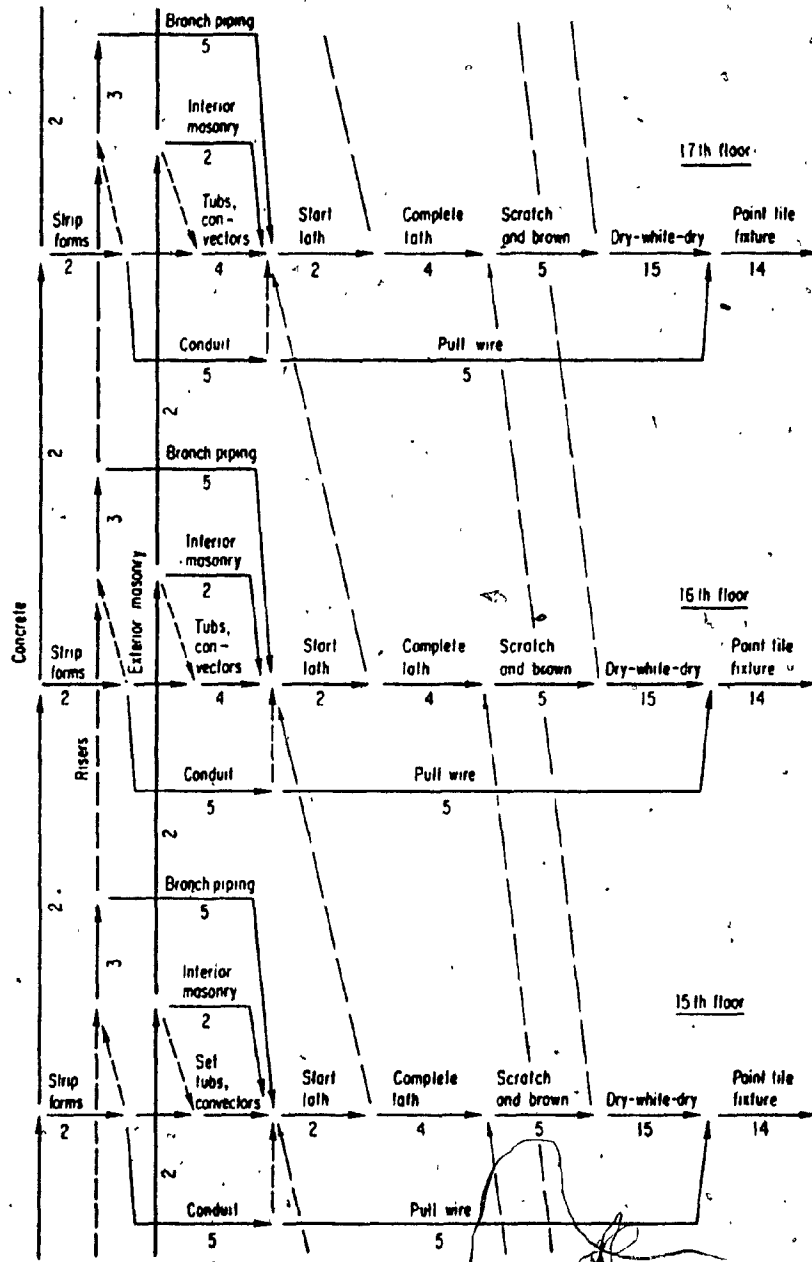 Branch piping
5
3
2
Interior
masonry
2
17th floor
Strip
forms
2
Tubs,
con-
vectors
4
Start
lath
2
Complete
lath
4
Scratch
and brown
5
Dry-white-dry
15
Paint tile
fixture
14
Conduit
5
Pull wire
5
2
2
Branch piping
5
3
Exterior masonry
Interior
masonry
2
16th floor
Concrete
Strip
forms
2
Tubs,
con-
vectors
4
Start
lath
2
Complete
lath
4
Scratch
and brown
5
Dry-white-dry
15
Paint tile
fixture
14
Risers
Conduit
5
Pull wire
5
2
2
Branch piping
5
3
Interior
masonry
2
15th floor
Strip
forms
2
Set
tubs,
convectors
Start
lath
2
Complete
lath
4
Scratch
and brown
5
Dry-white-dry
15
Paint tile
fixture
14
2
Conduit
5
Pull wire
5